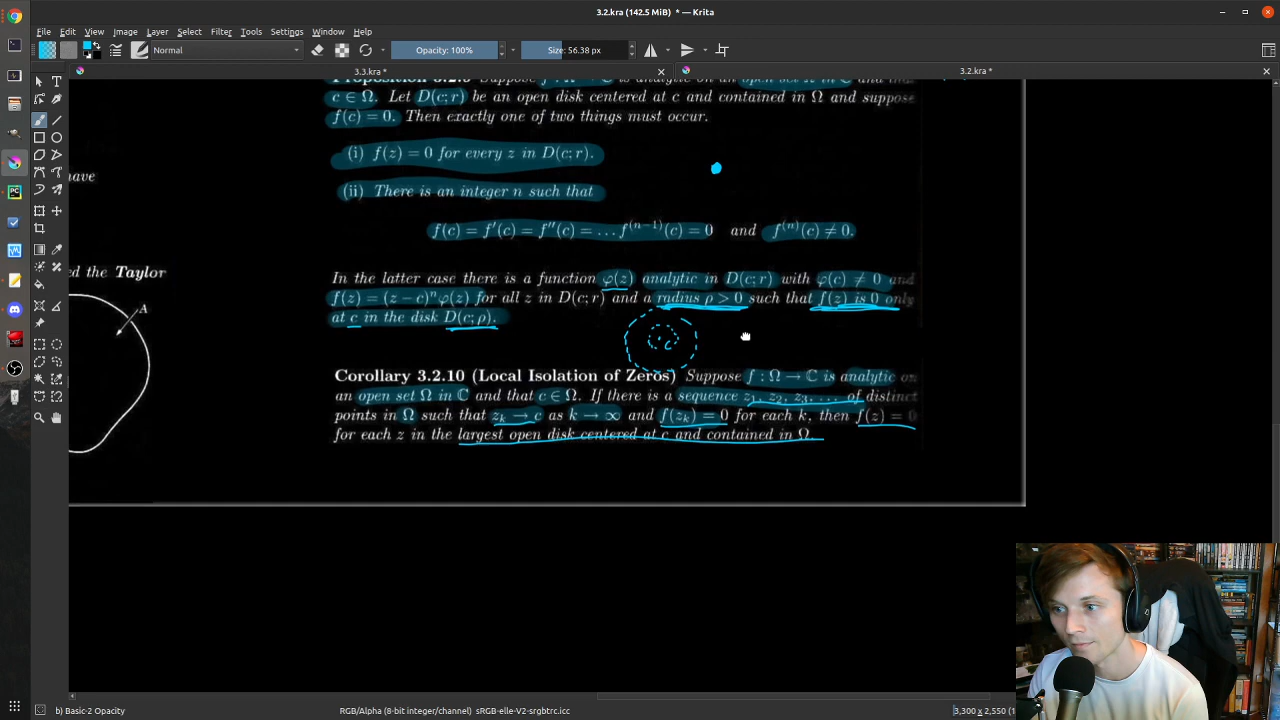 3.2.kra (142.5 MiB) * — Krita
File Edit View Image Layer Select Filter Tools Settings Window Help
Normal Opacity: 100% Size: 56.38 px
3.3.kra * 3.2.kra *
c ∈ Ω. Let D(c; r) be an open disk centered at c and contained in Ω and suppose
f(c) = 0. Then exactly one of two things must occur.
(i) f(z) = 0 for every z in D(c; r).
have
(ii) There is an integer n such that
f(c) = f′(c) = f″(c) = … f⁽ⁿ⁻¹⁾(c) = 0 and f⁽ⁿ⁾(c) ≠ 0.
d the Taylor
In the latter case there is a function φ(z) analytic in D(c; r) with φ(c) ≠ 0 and
f(z) = (z − c)ⁿφ(z) for all z in D(c; r) and a radius ρ > 0 such that f(z) is 0 only
A
at c in the disk D(c; ρ).
c
Corollary 3.2.10 (Local Isolation of Zeros) Suppose f : Ω → ℂ is analytic on
an open set Ω in ℂ and that c ∈ Ω. If there is a sequence z₁, z₂, z₃, … of distinct
points in Ω such that zₖ → c as k → ∞ and f(zₖ) = 0 for each k, then f(z) = 0
for each z in the largest open disk centered at c and contained in Ω.
b) Basic-2 Opacity RGB/Alpha (8-bit integer/channel) sRGB-elle-V2-srgbtrc.icc 3,300 x 2,550 (1